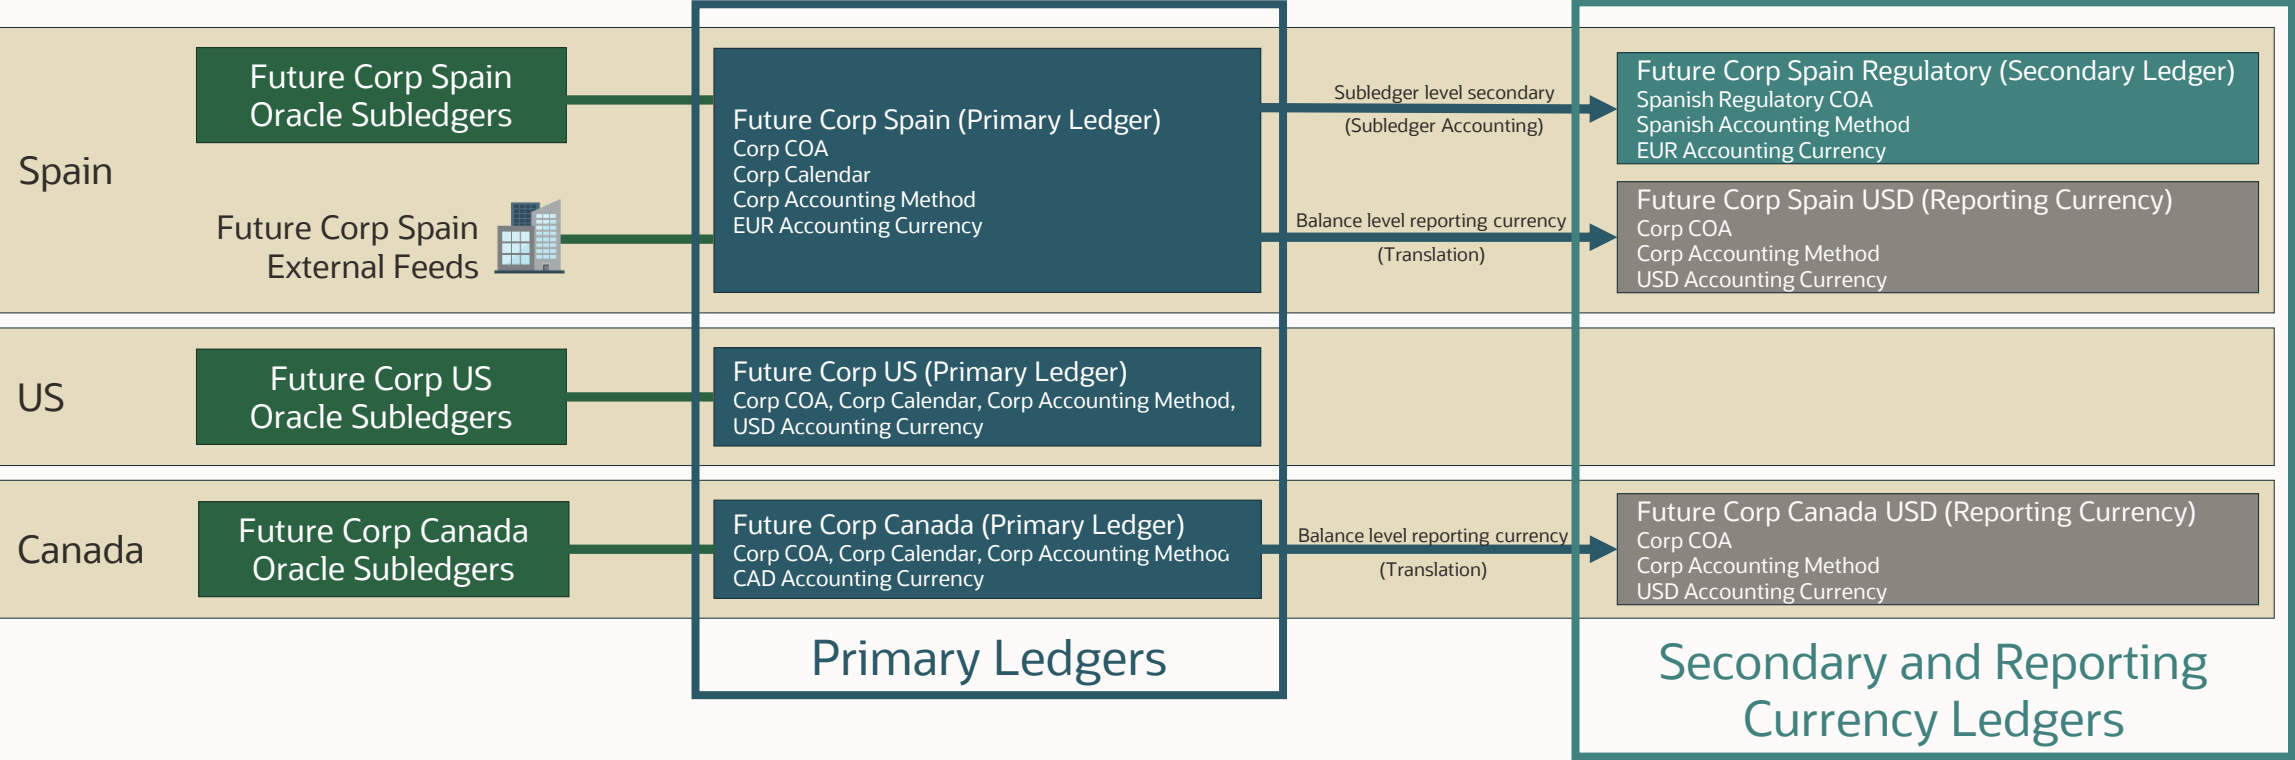 Spain
Future Corp Spain
Oracle Subledgers
Future Corp Spain
External Feeds
Future Corp Spain (Primary Ledger)
Corp COA
Corp Calendar
Corp Accounting Method
EUR Accounting Currency
Subledger level secondary
(Subledger Accounting)
Balance level reporting currency
(Translation)
Future Corp Spain Regulatory (Secondary Ledger)
Spanish Regulatory COA
Spanish Accounting Method
EUR Accounting Currency
Future Corp Spain USD (Reporting Currency)
Corp COA
Corp Accounting Method
USD Accounting Currency
US
Future Corp US
Oracle Subledgers
Future Corp US (Primary Ledger)
Corp COA, Corp Calendar, Corp Accounting Method,
USD Accounting Currency
Canada
Future Corp Canada
Oracle Subledgers
Future Corp Canada (Primary Ledger)
Corp COA, Corp Calendar, Corp Accounting Method
CAD Accounting Currency
Balance level reporting currency
(Translation)
Future Corp Canada USD (Reporting Currency)
Corp COA
Corp Accounting Method
USD Accounting Currency
Primary Ledgers
Secondary and Reporting
Currency Ledgers